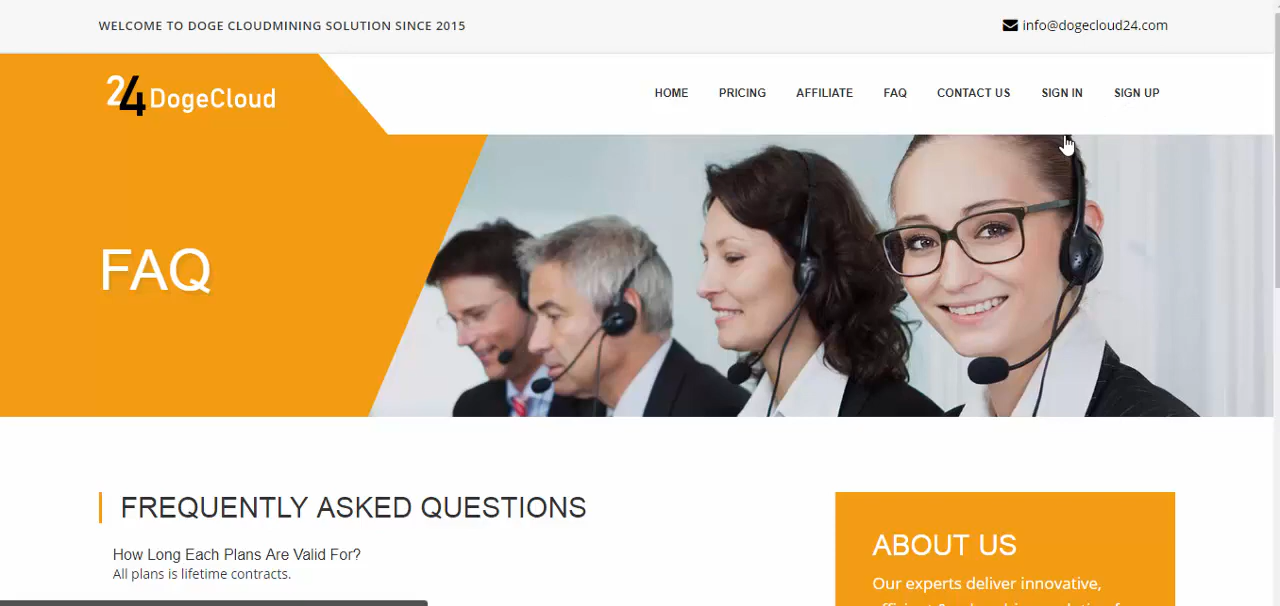 WELCOME TO DOGE CLOUDMINING SOLUTION SINCE 2015
info@dogecloud24.com
24 DogeCloud
HOME PRICING AFFILIATE FAQ CONTACT US SIGN IN SIGN UP
FAQ
FREQUENTLY ASKED QUESTIONS
How Long Each Plans Are Valid For?
All plans is lifetime contracts.
ABOUT US
Our experts deliver innovative,